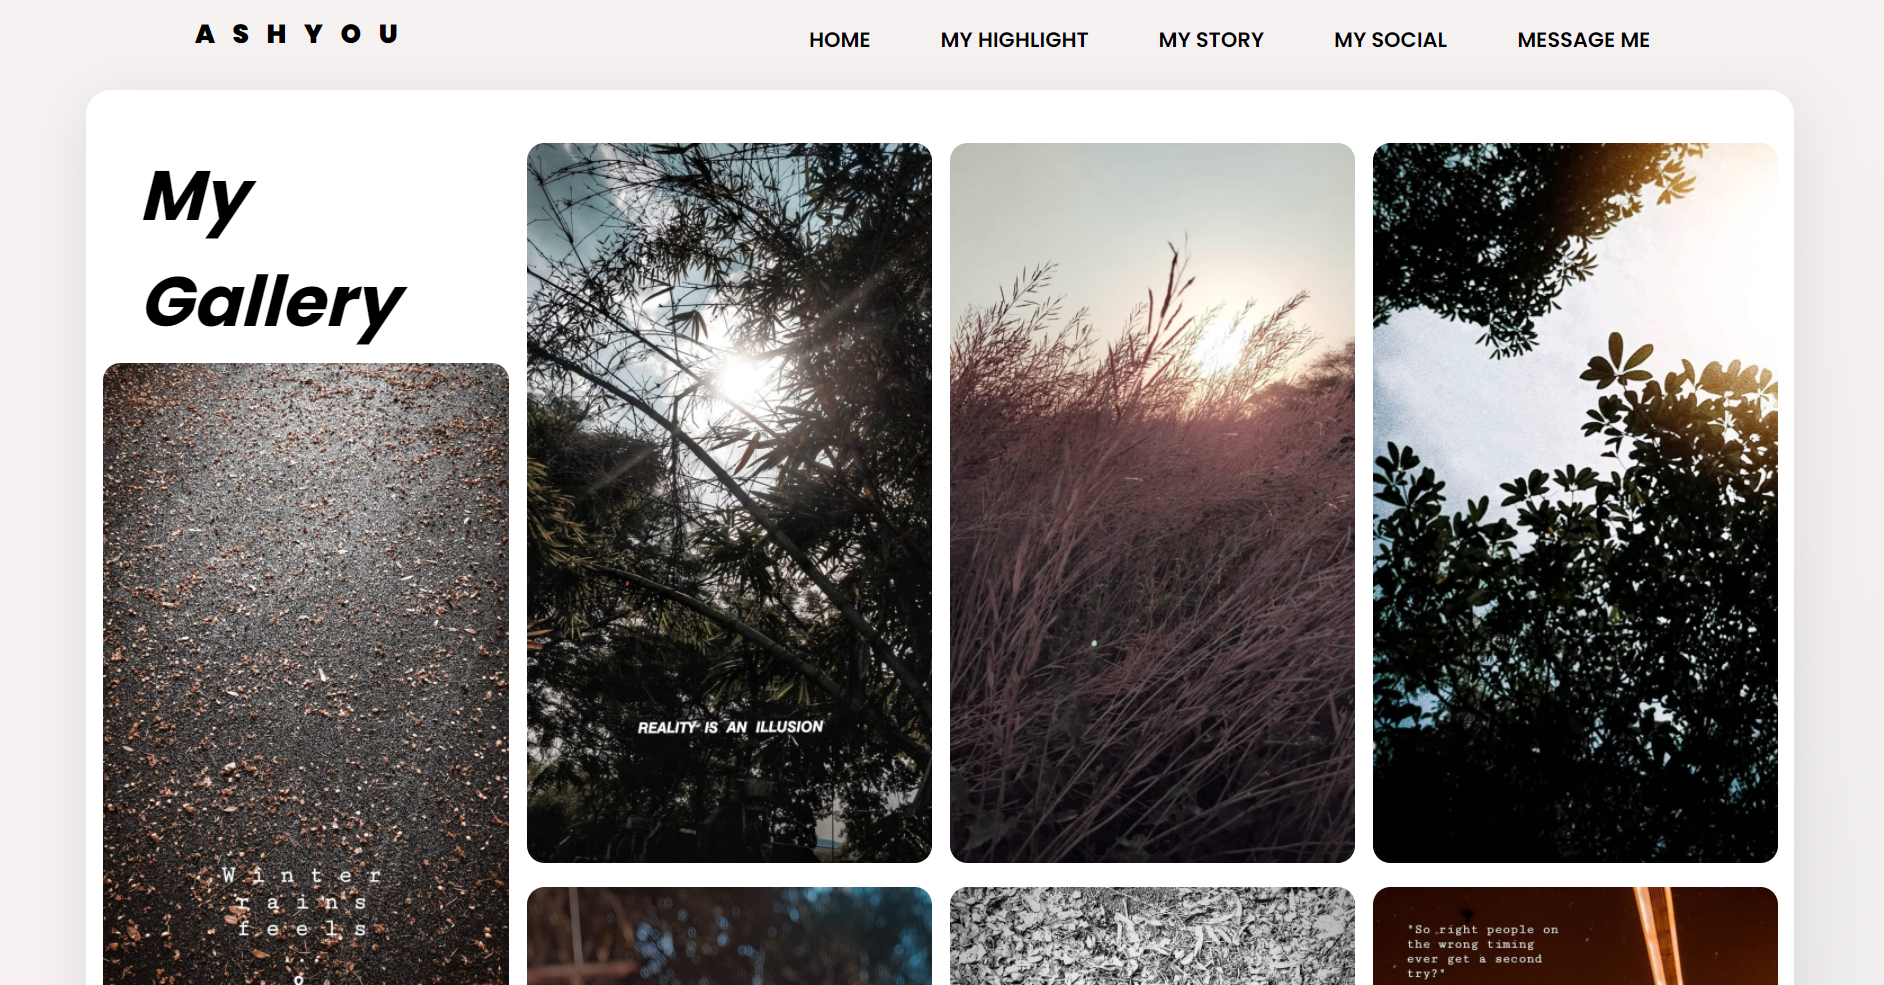 ASHYOU
HOME
MY HIGHLIGHT
MY STORY
MY SOCIAL
MESSAGE ME
My
Gallery
REALITY IS AN ILLUSION
Winter
rains
feels
"So right people on
the wrong timing
ever get a second
try?"